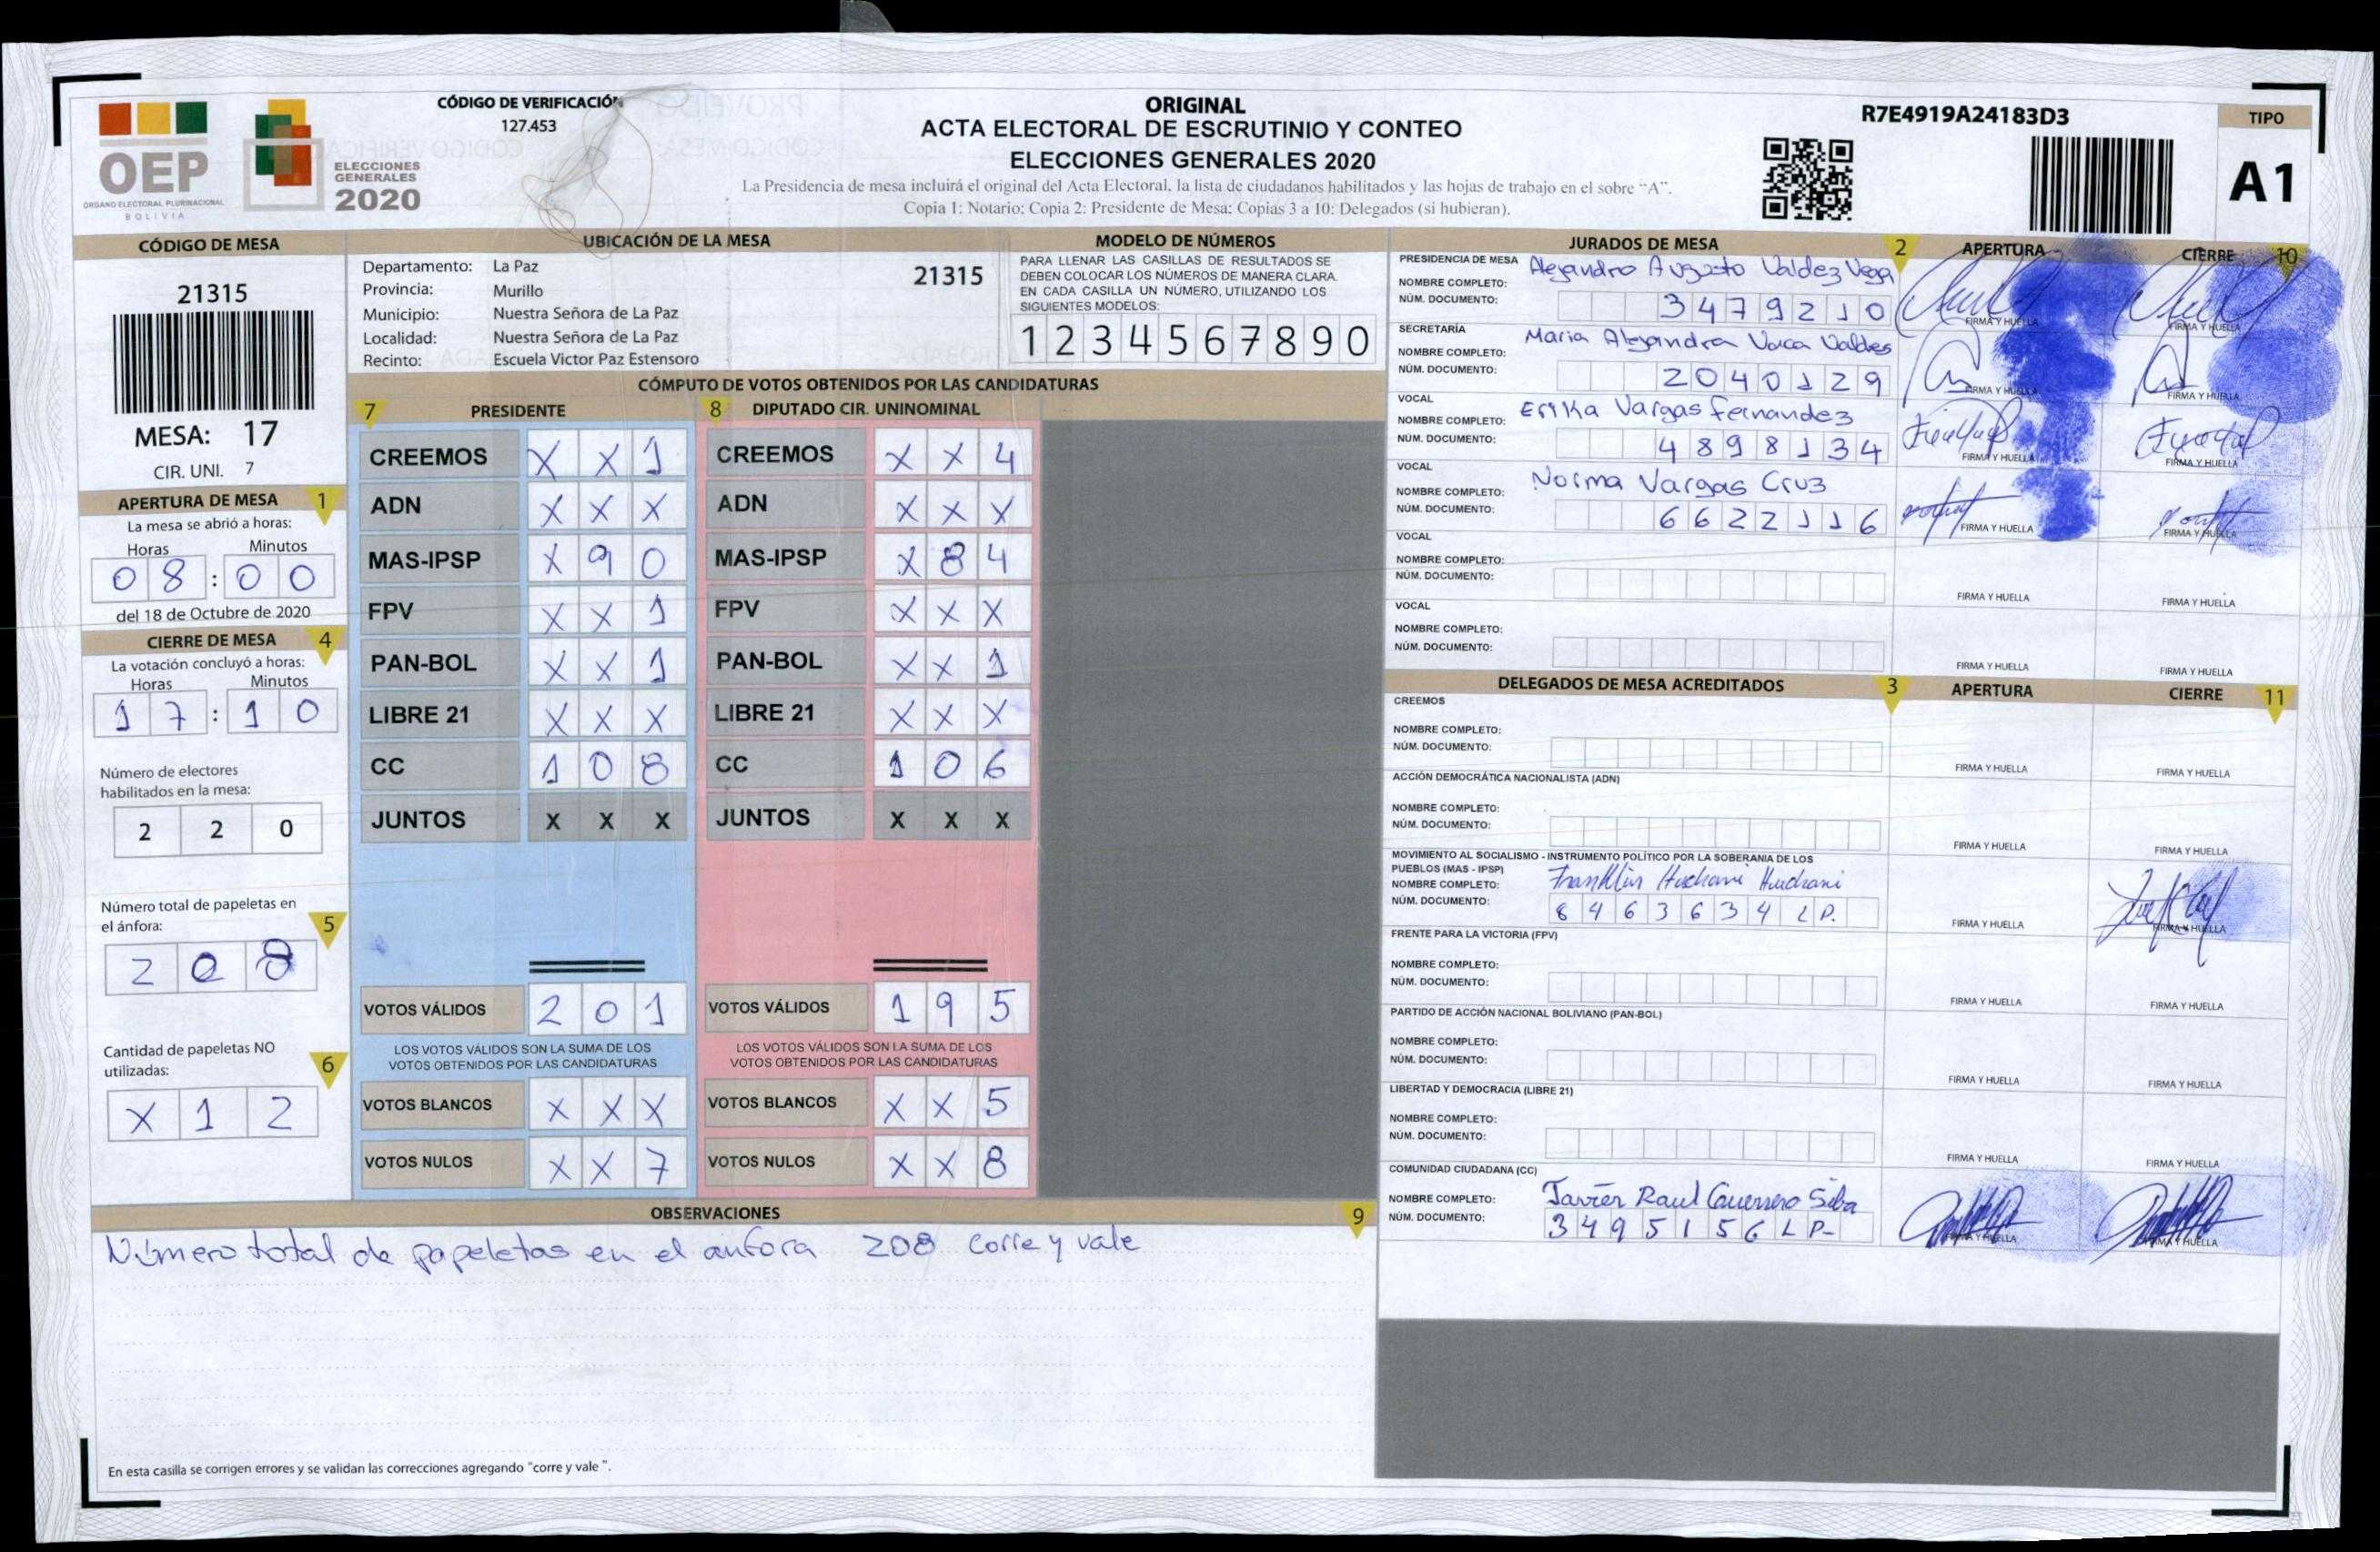 OEP
ÓRGANO ELECTORAL PLURINACIONAL
BOLIVIA
ELECCIONES
GENERALES
2020
CÓDIGO DE VERIFICACIÓN
127.453
ORIGINAL
ACTA ELECTORAL DE ESCRUTINIO Y CONTEO
ELECCIONES GENERALES 2020
La Presidencia de mesa incluirá el original del Acta Electoral, la lista de ciudadanos habilitados y las hojas de trabajo en el sobre “A”.
Copia 1: Notario; Copia 2: Presidente de Mesa; Copias 3 a 10: Delegados (si hubieran).
R7E4919A24183D3
TIPO
A1
CÓDIGO DE MESA
21315
MESA: 17
CIR. UNI. 7
APERTURA DE MESA 1
La mesa se abrió a horas:
Horas Minutos
0 8 : 0 0
del 18 de Octubre de 2020
CIERRE DE MESA 4
La votación concluyó a horas:
Horas Minutos
1 7 : 1 0
Número de electores
habilitados en la mesa:
2 2 0
Número total de papeletas en
el ánfora: 5
2 0 8
Cantidad de papeletas NO
utilizadas: 6
X 1 2
UBICACIÓN DE LA MESA
Departamento: La Paz 21315
Provincia: Murillo
Municipio: Nuestra Señora de La Paz
Localidad: Nuestra Señora de La Paz
Recinto: Escuela Victor Paz Estensoro
MODELO DE NÚMEROS
PARA LLENAR LAS CASILLAS DE RESULTADOS SE
DEBEN COLOCAR LOS NÚMEROS DE MANERA CLARA.
EN CADA CASILLA UN NÚMERO, UTILIZANDO LOS
SIGUIENTES MODELOS:
1 2 3 4 5 6 7 8 9 0
CÓMPUTO DE VOTOS OBTENIDOS POR LAS CANDIDATURAS
7 PRESIDENTE
CREEMOS X X 1
ADN X X X
MAS-IPSP X 9 0
FPV X X 1
PAN-BOL X X 1
LIBRE 21 X X X
CC 1 0 8
JUNTOS X X X
VOTOS VÁLIDOS 2 0 1
LOS VOTOS VÁLIDOS SON LA SUMA DE LOS
VOTOS OBTENIDOS POR LAS CANDIDATURAS
VOTOS BLANCOS X X X
VOTOS NULOS X X 7
8 DIPUTADO CIR. UNINOMINAL
CREEMOS X X 4
ADN X X X
MAS-IPSP X 8 4
FPV X X X
PAN-BOL X X 1
LIBRE 21 X X X
CC 1 0 6
JUNTOS X X X
VOTOS VÁLIDOS 1 9 5
LOS VOTOS VÁLIDOS SON LA SUMA DE LOS
VOTOS OBTENIDOS POR LAS CANDIDATURAS
VOTOS BLANCOS X X 5
VOTOS NULOS X X 8
OBSERVACIONES 9
Número total de papeletas en el anfora 208 corre y vale
En esta casilla se corrigen errores y se validan las correcciones agregando "corre y vale ".
JURADOS DE MESA 2 APERTURA CIERRE 10
PRESIDENCIA DE MESA
NOMBRE COMPLETO: Alejandro Augusto Valdez Vega
NÚM. DOCUMENTO: 3 4 7 9 2 1 0
FIRMA Y HUELLA FIRMA Y HUELLA
SECRETARÍA
NOMBRE COMPLETO: Maria Alejandra Vaca Valdes
NÚM. DOCUMENTO: 2 0 4 0 1 2 9
FIRMA Y HUELLA FIRMA Y HUELLA
VOCAL
NOMBRE COMPLETO: Erika Vargas Fernandez
NÚM. DOCUMENTO: 4 8 9 8 1 3 4
FIRMA Y HUELLA FIRMA Y HUELLA
VOCAL
NOMBRE COMPLETO: Norma Vargas Cruz
NÚM. DOCUMENTO: 6 6 2 2 1 1 6
FIRMA Y HUELLA FIRMA Y HUELLA
VOCAL
NOMBRE COMPLETO:
NÚM. DOCUMENTO:
FIRMA Y HUELLA FIRMA Y HUELLA
VOCAL
NOMBRE COMPLETO:
NÚM. DOCUMENTO:
FIRMA Y HUELLA FIRMA Y HUELLA
DELEGADOS DE MESA ACREDITADOS 3 APERTURA CIERRE 11
CREEMOS
NOMBRE COMPLETO:
NÚM. DOCUMENTO:
FIRMA Y HUELLA FIRMA Y HUELLA
ACCIÓN DEMOCRÁTICA NACIONALISTA (ADN)
NOMBRE COMPLETO:
NÚM. DOCUMENTO:
FIRMA Y HUELLA FIRMA Y HUELLA
MOVIMIENTO AL SOCIALISMO - INSTRUMENTO POLÍTICO POR LA SOBERANIA DE LOS
PUEBLOS (MAS - IPSP)
NOMBRE COMPLETO: Franklin Huchani Huchani
NÚM. DOCUMENTO: 8 4 6 3 6 3 4 L P.
FIRMA Y HUELLA FIRMA Y HUELLA
FRENTE PARA LA VICTORIA (FPV)
NOMBRE COMPLETO:
NÚM. DOCUMENTO:
FIRMA Y HUELLA FIRMA Y HUELLA
PARTIDO DE ACCIÓN NACIONAL BOLIVIANO (PAN-BOL)
NOMBRE COMPLETO:
NÚM. DOCUMENTO:
FIRMA Y HUELLA FIRMA Y HUELLA
LIBERTAD Y DEMOCRACIA (LIBRE 21)
NOMBRE COMPLETO:
NÚM. DOCUMENTO:
FIRMA Y HUELLA FIRMA Y HUELLA
COMUNIDAD CIUDADANA (CC)
NOMBRE COMPLETO: Javier Raul Guerrero Silva
NÚM. DOCUMENTO: 3 4 9 5 1 5 6 L P-
FIRMA Y HUELLA FIRMA Y HUELLA